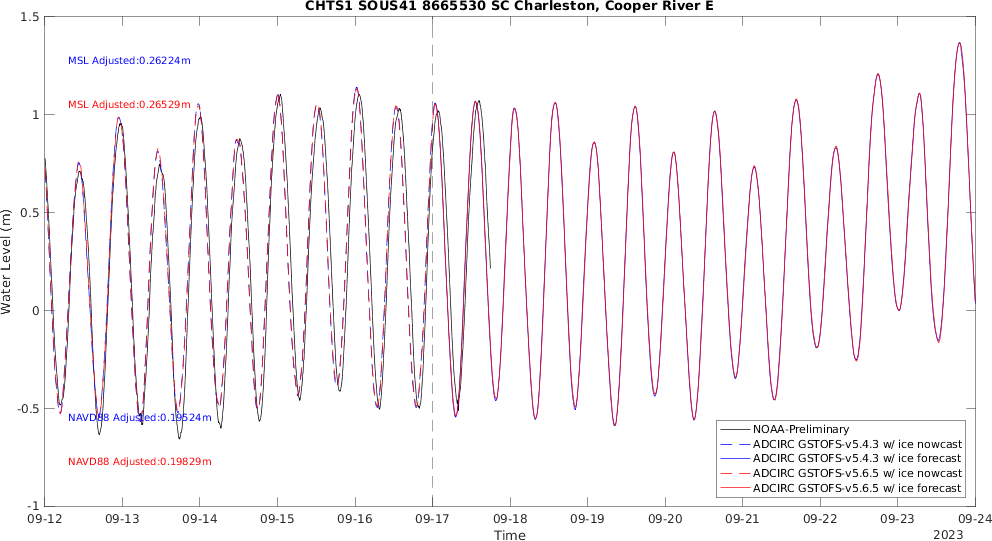 CHTS1 SOUS41 8665530 SC Charleston, Cooper River E
1.5
1
0.5
0
-0.5
-1
Water Level (m)
MSL Adjusted:0.26224m
MSL Adjusted:0.26529m
NAVD88 Adjusted:0.19524m
NAVD88 Adjusted:0.19829m
NOAA-Preliminary
ADCIRC GSTOFS-v5.4.3 w/ ice nowcast
ADCIRC GSTOFS-v5.4.3 w/ ice forecast
ADCIRC GSTOFS-v5.6.5 w/ ice nowcast
ADCIRC GSTOFS-v5.6.5 w/ ice forecast
09-12 09-13 09-14 09-15 09-16 09-17 09-18 09-19 09-20 09-21 09-22 09-23 09-24
Time
2023